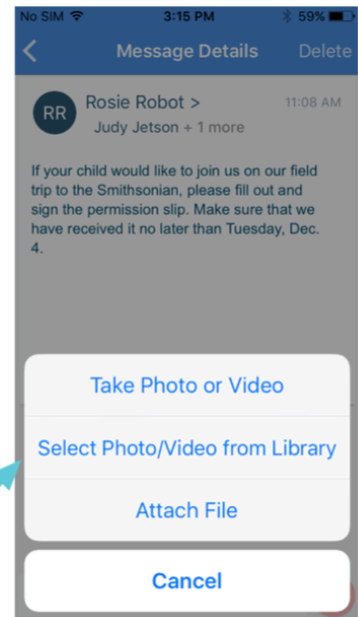 No SIM 3:15 PM 59%
Message Details Delete
RR Rosie Robot > 11:08 AM
Judy Jetson + 1 more
If your child would like to join us on our field
trip to the Smithsonian, please fill out and
sign the permission slip. Make sure that we
have received it no later than Tuesday, Dec.
4.
Take Photo or Video
Select Photo/Video from Library
Attach File
Cancel